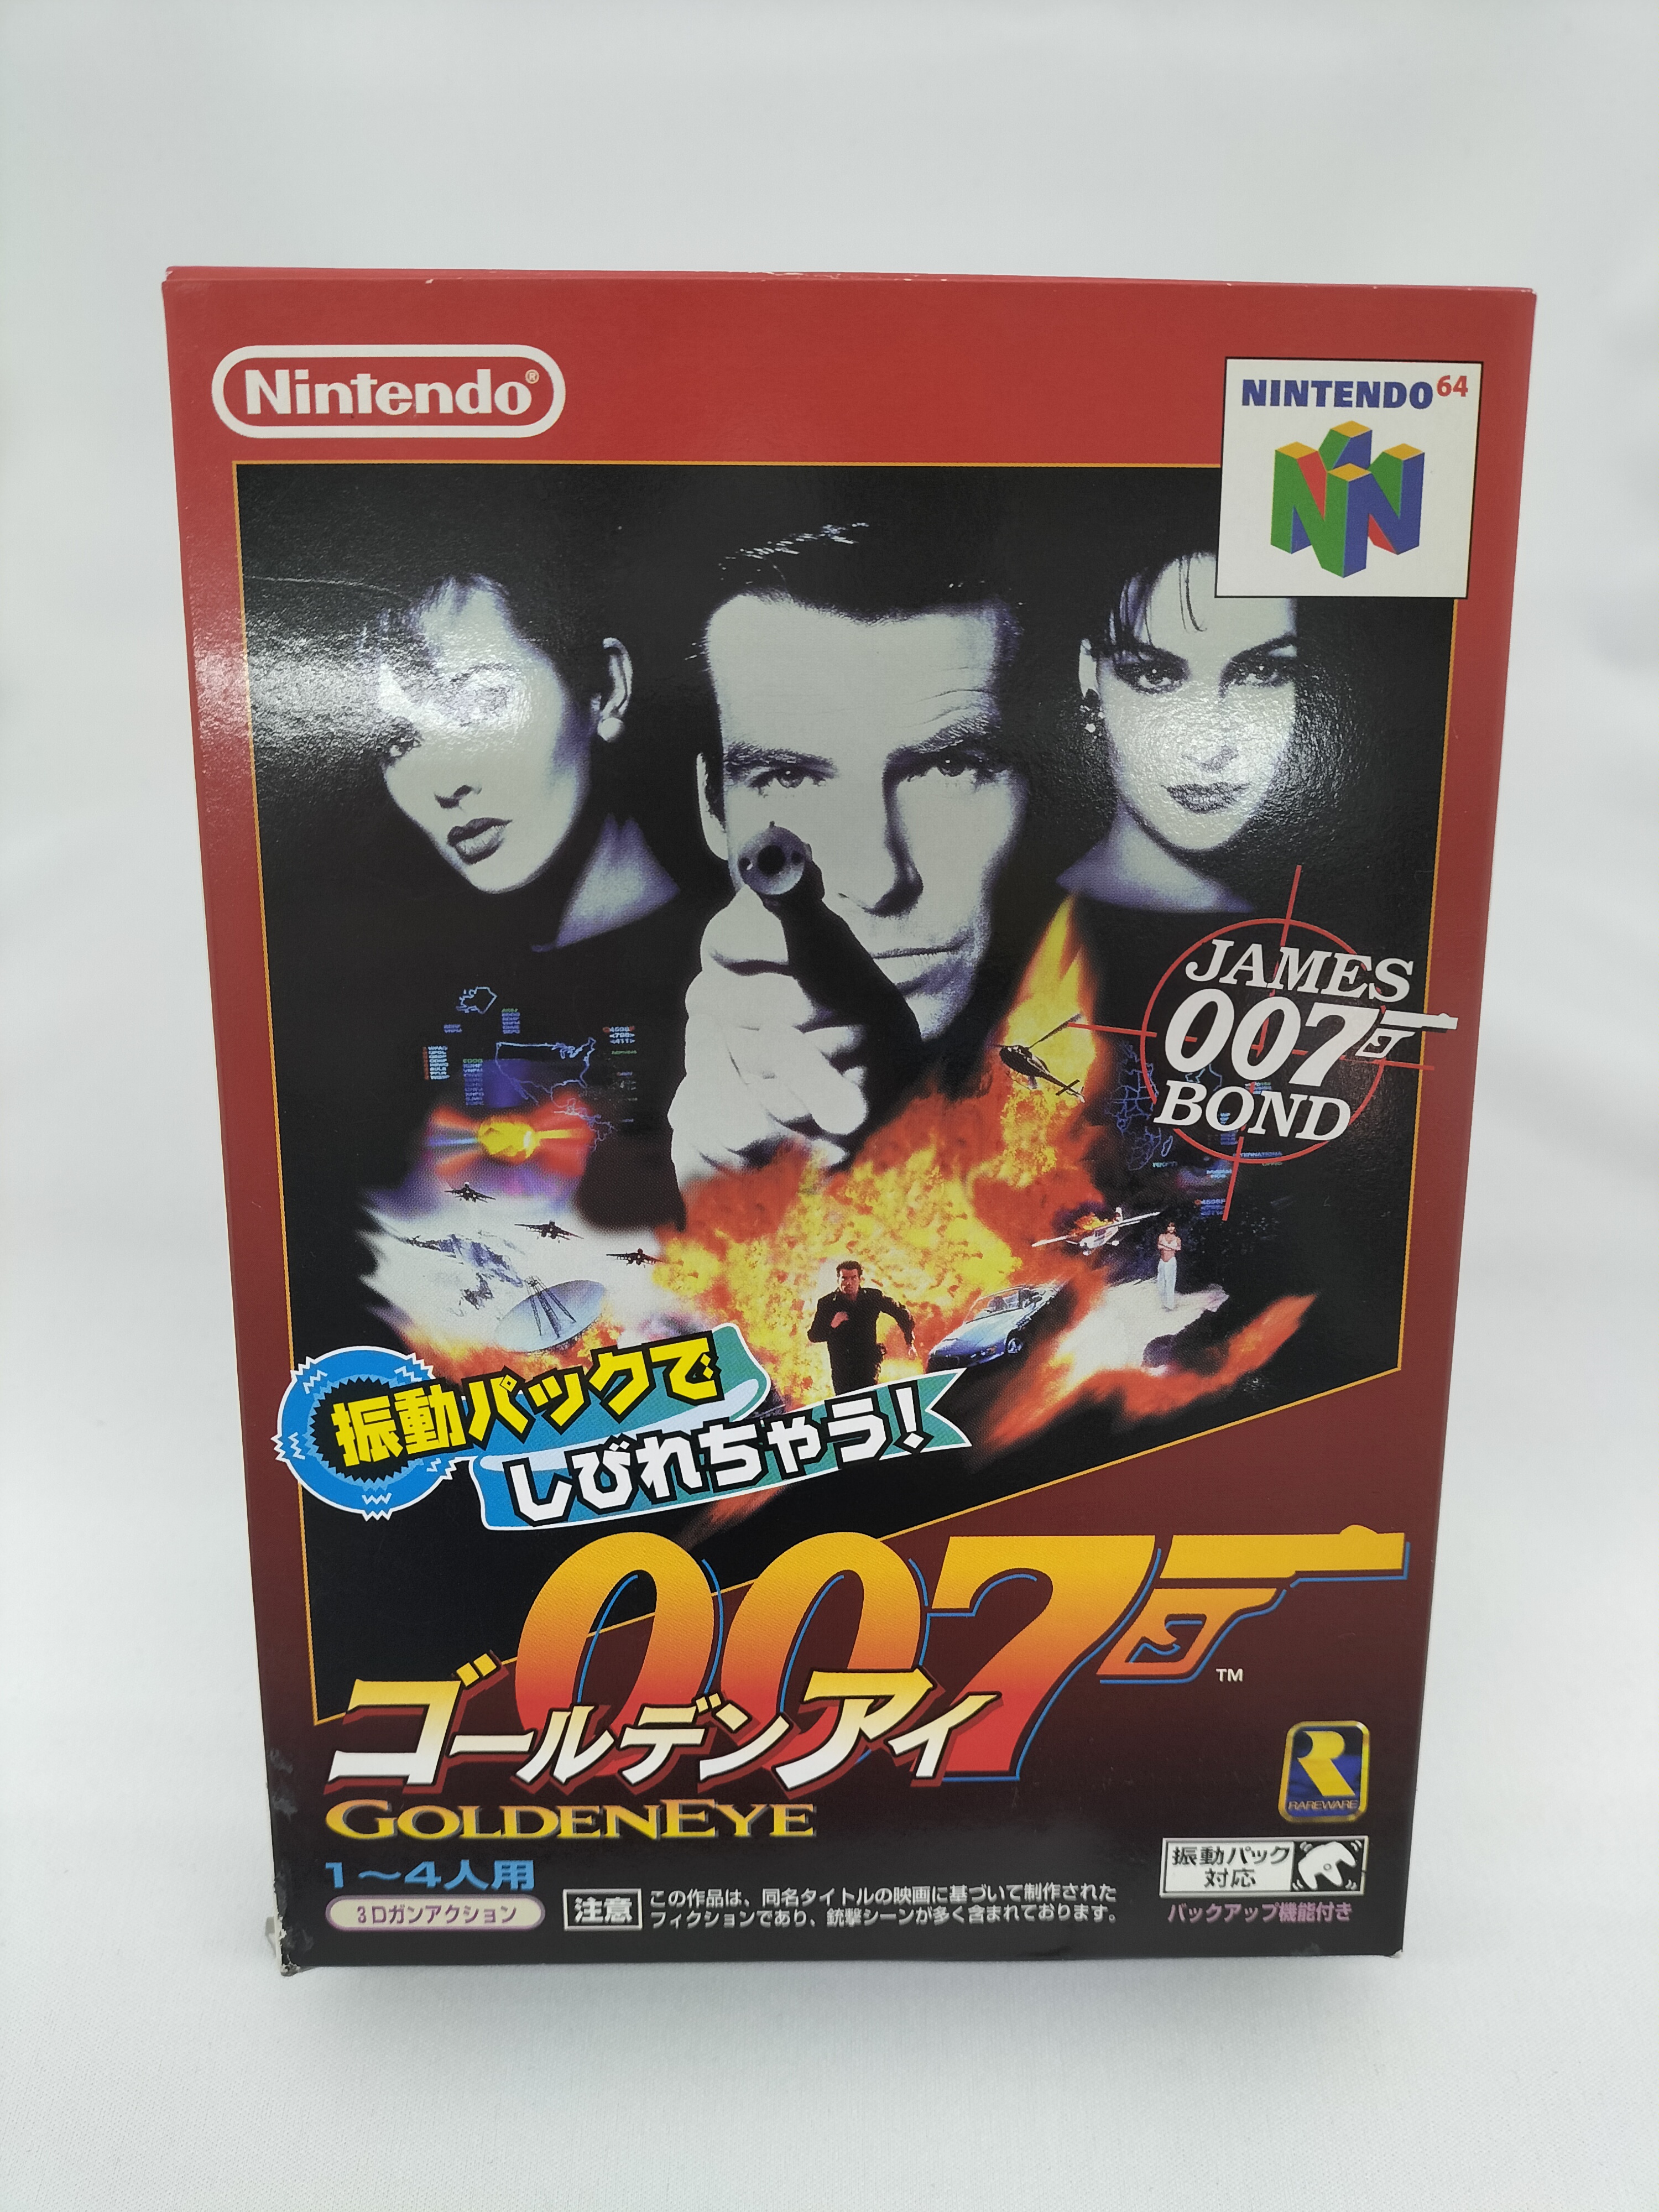 Nintendo®
NINTENDO64
JAMES
007
BOND
振動パックで
しびれちゃう!
007
TM
ゴールデンアイ
GOLDENEYE
RAREWARE
1〜4人用
3Dガンアクション
注意
この作品は、同名タイトルの映画に基づいて制作された
フィクションであり、銃撃シーンが多く含まれております。
振動パック
対応
バックアップ機能付き